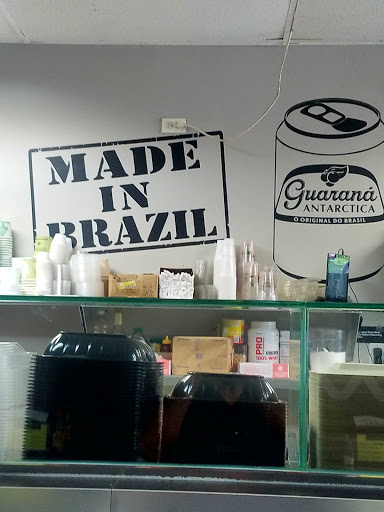 MADE
IN
BRAZIL
Guaraná
ANTARCTICA
O ORIGINAL DO BRASIL
PRO